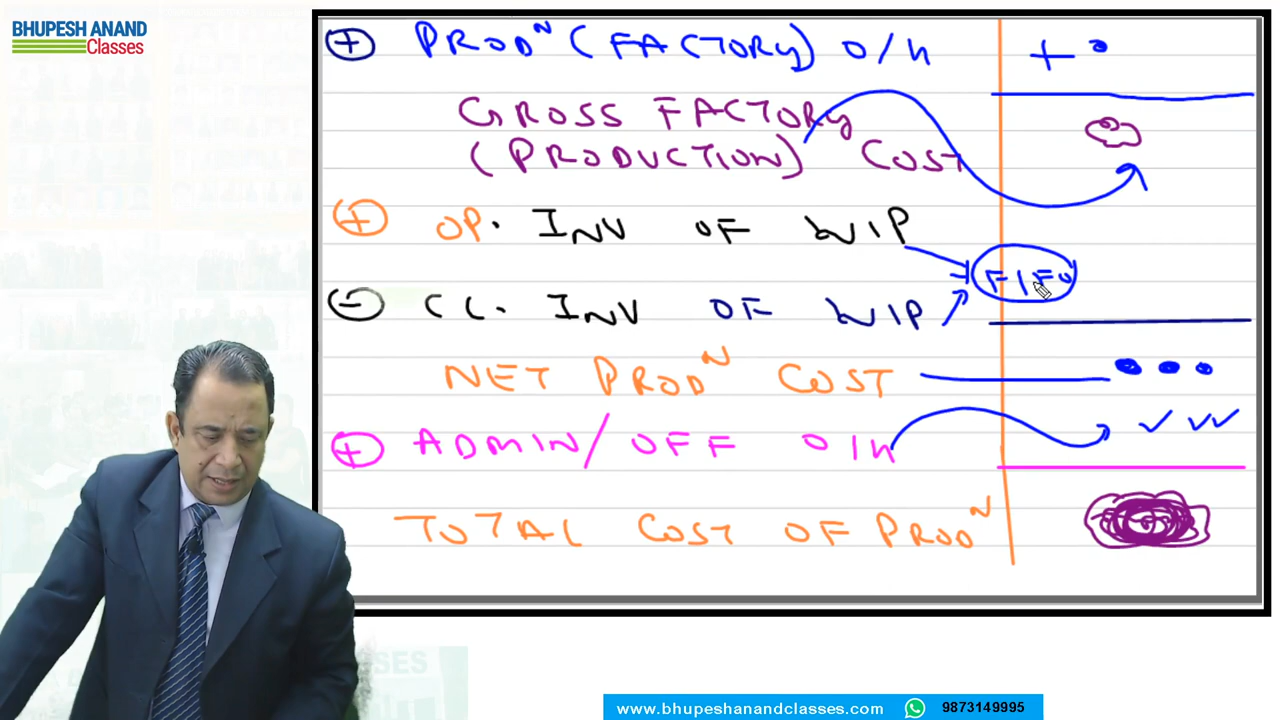 BHUPESH ANAND
Classes
+ PRODᴺ (FACTORY) O/h +
GROSS FACTORY
(PRODUCTION) COST
+ OP. INV OF WIP
FIFO
- CL. INV OF WIP
NET PRODᴺ COST
+ ADMIN/OFF O/h ✓ ✓✓
TOTAL COST OF PRODᴺ
www.bhupeshanandclasses.com 9873149995